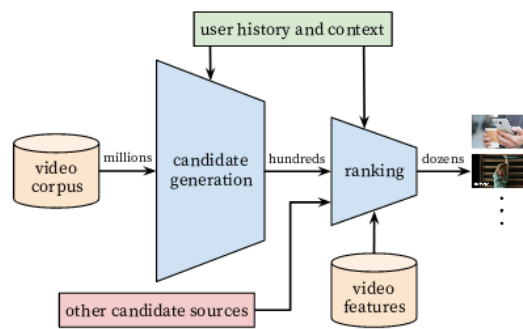 user history and context
video
corpus
millions
candidate
generation
hundreds
ranking
dozens
other candidate sources
video
features